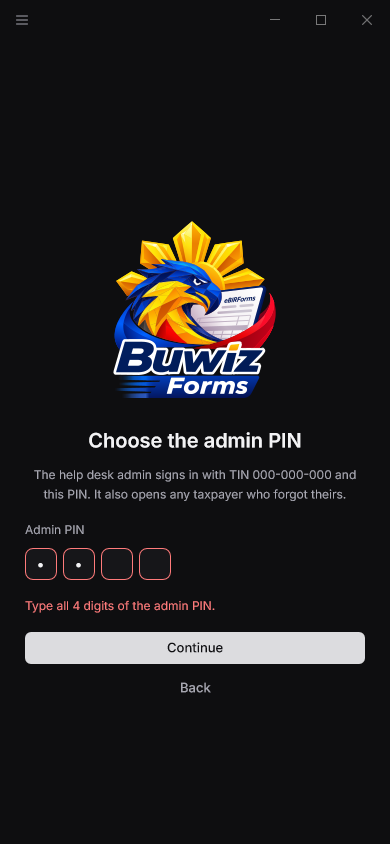 eBIRForms
Buwiz
Forms
Choose the admin PIN
The help desk admin signs in with TIN 000-000-000 and
this PIN. It also opens any taxpayer who forgot theirs.
Admin PIN
Type all 4 digits of the admin PIN.
Continue
Back